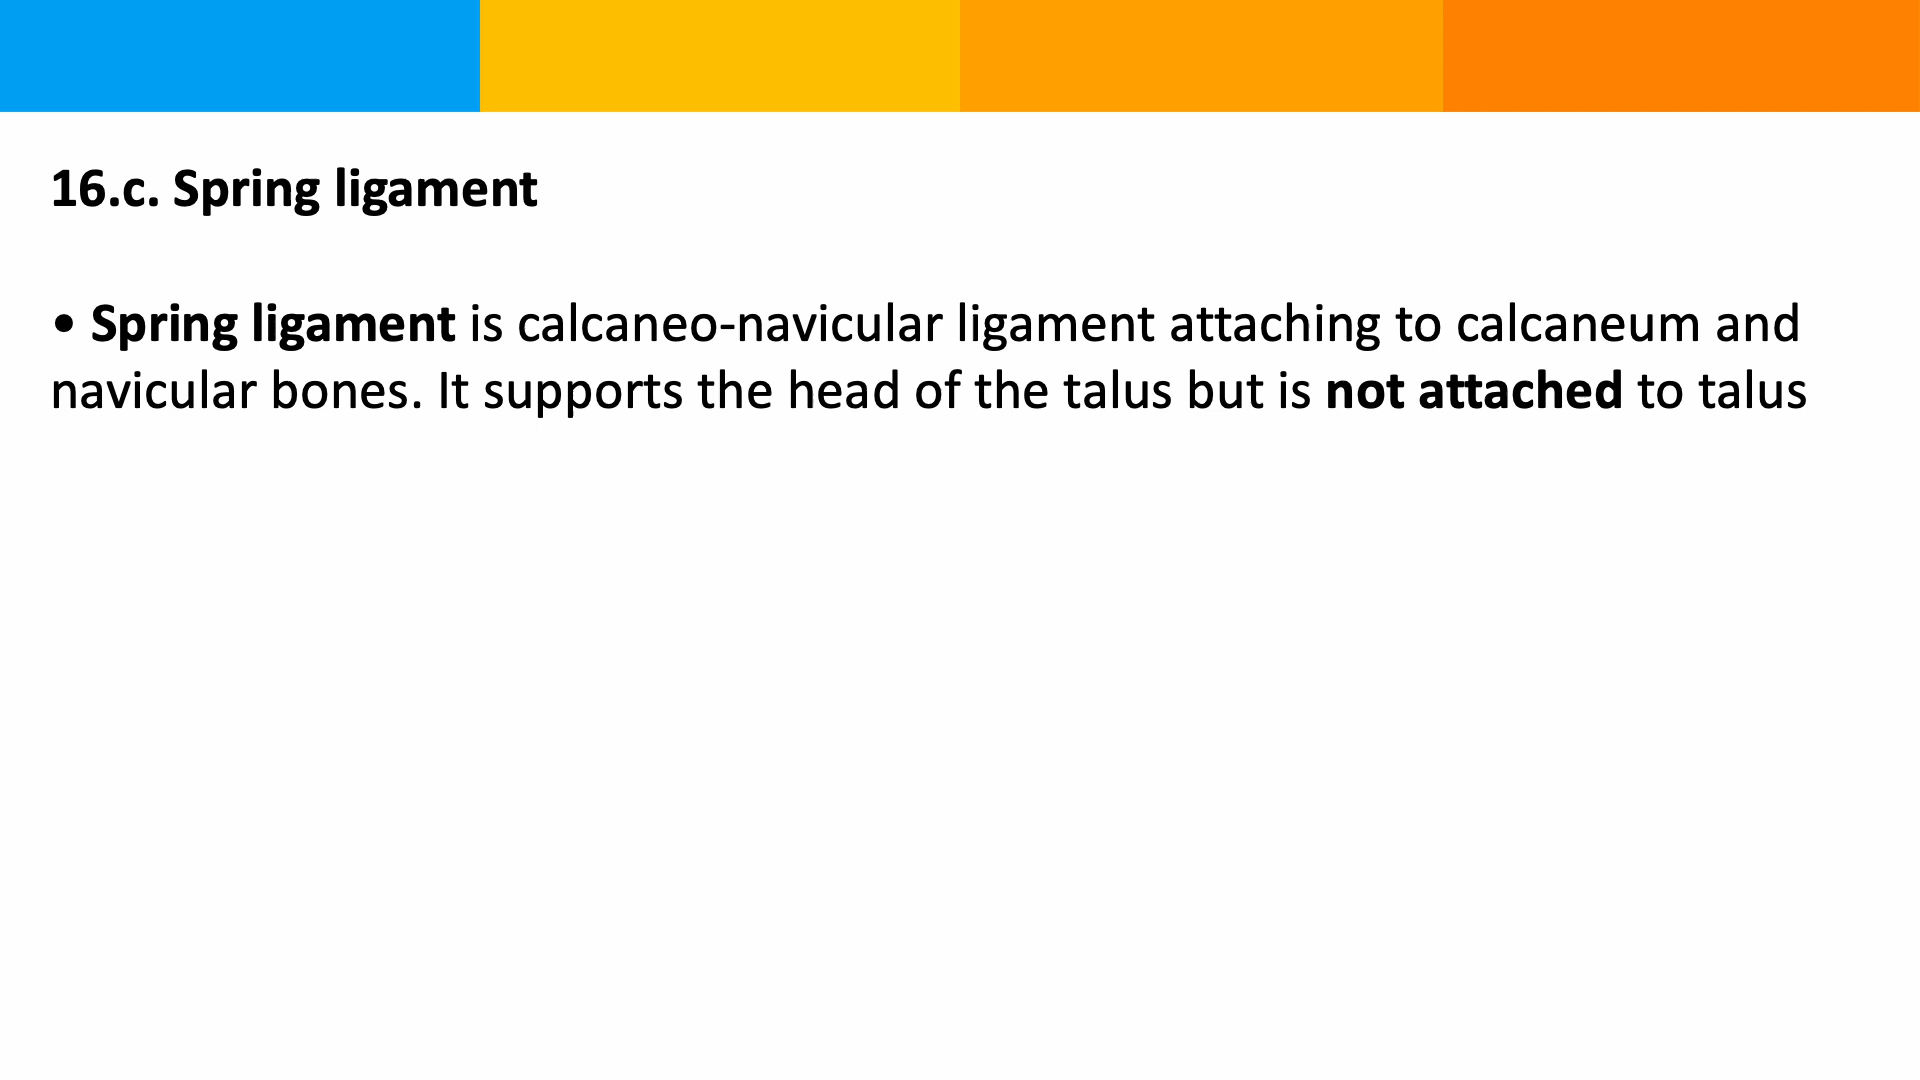 16.c. Spring ligament
• Spring ligament is calcaneo-navicular ligament attaching to calcaneum and
navicular bones. It supports the head of the talus but is not attached to talus